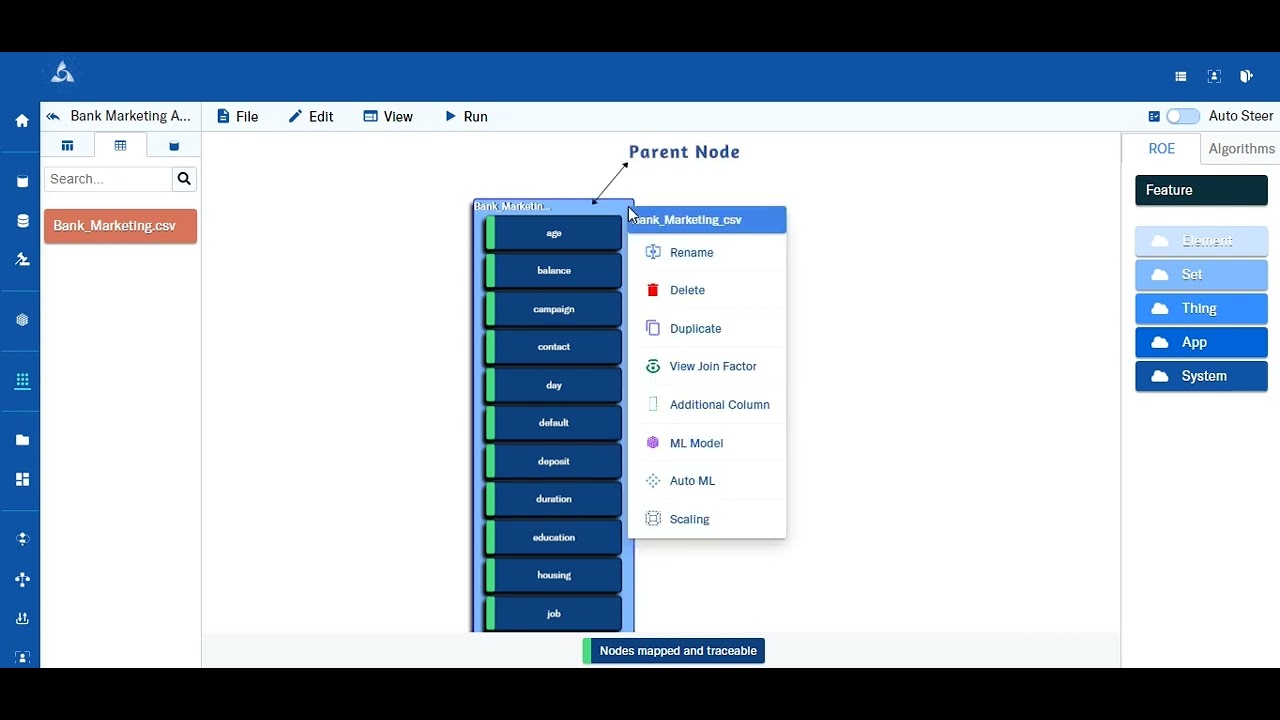 Bank Marketing A...
File
Edit
View
Run
Auto Steer
Search...
Bank_Marketing.csv
Parent Node
Bank_Marketin...
age
balance
campaign
contact
day
default
deposit
duration
education
housing
job
ank_Marketing_csv
Rename
Delete
Duplicate
View Join Factor
Additional Column
ML Model
Auto ML
Scaling
Nodes mapped and traceable
ROE
Algorithms
Feature
Element
Set
Thing
App
System